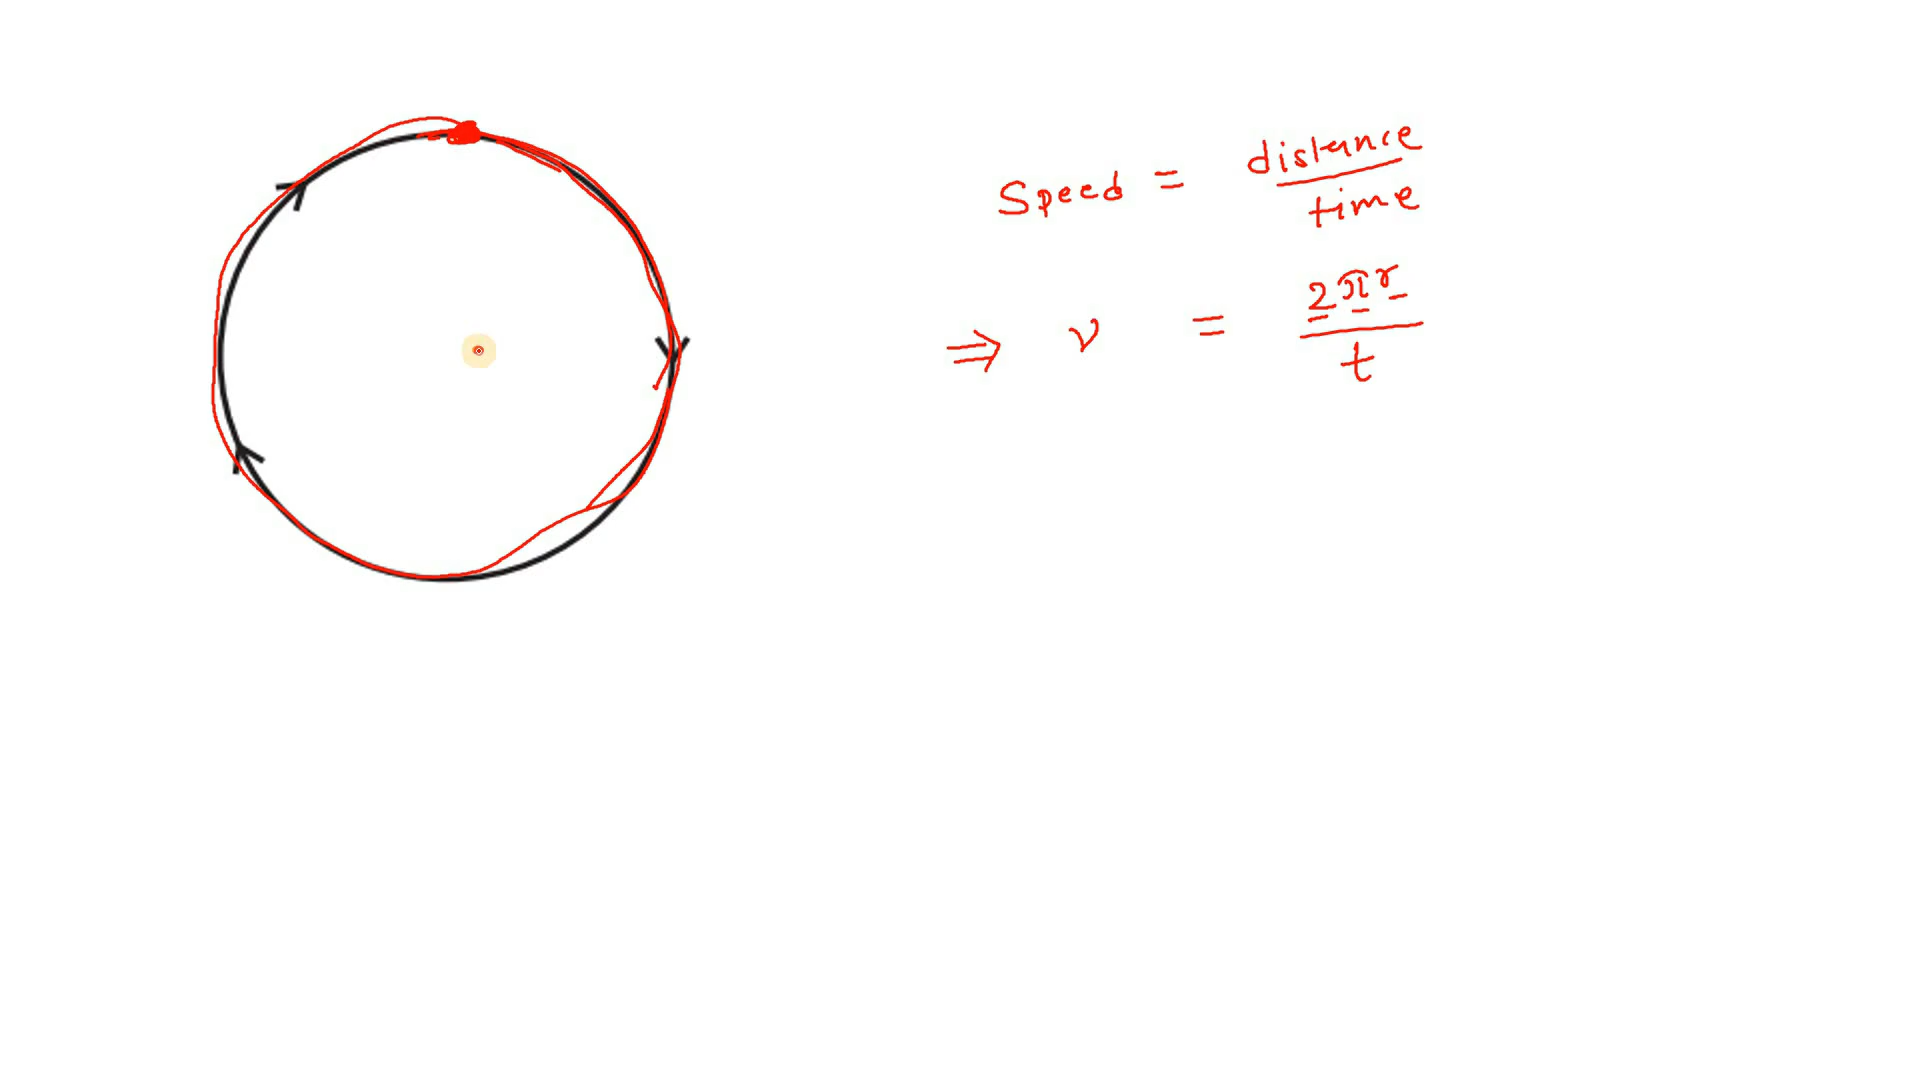 Speed = distance / time
⇒ v = 2πr / t